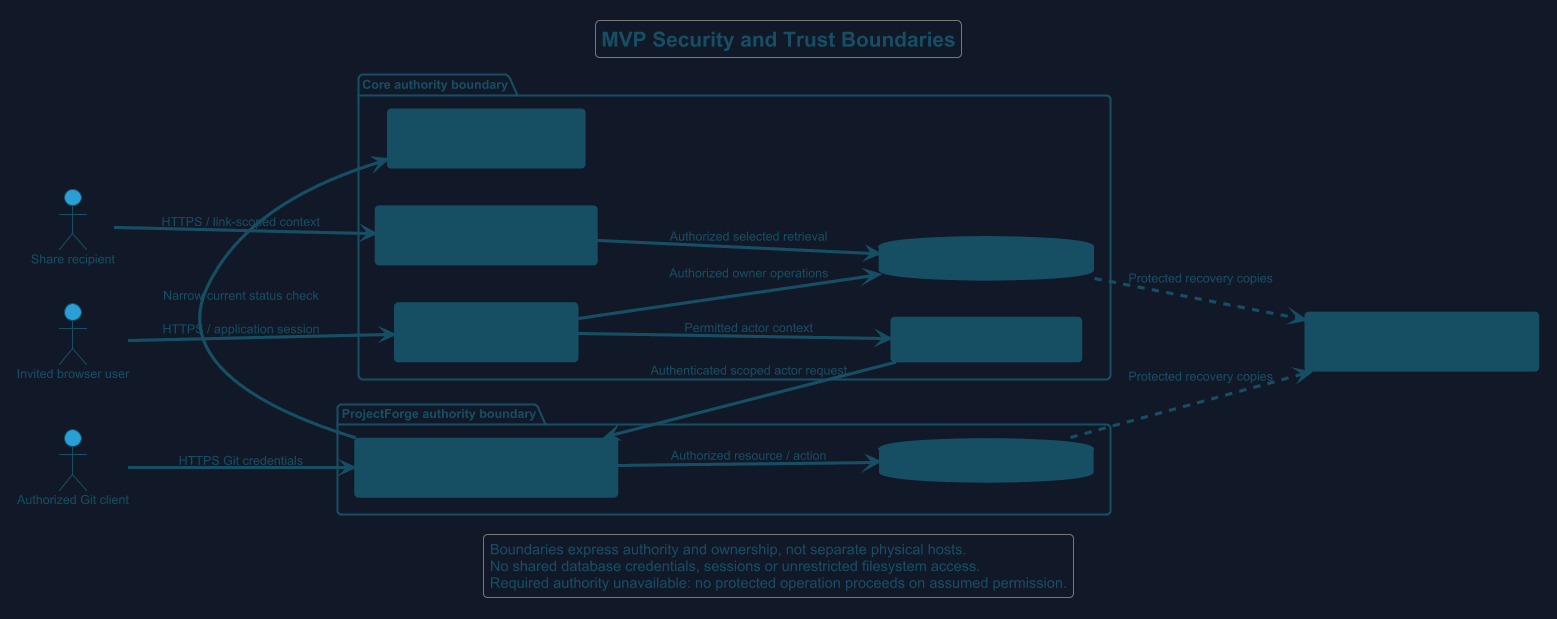 MVP Security and Trust Boundaries
Core authority boundary
HTTPS / link-scoped context
Share recipient
Authorized selected retrieval
Authorized owner operations
Protected recovery copies
Narrow current status check
HTTPS / application session
Permitted actor context
Invited browser user
Authenticated scoped actor request
Protected recovery copies
ProjectForge authority boundary
HTTPS Git credentials
Authorized resource / action
Authorized Git client
Boundaries express authority and ownership, not separate physical hosts.
No shared database credentials, sessions or unrestricted filesystem access.
Required authority unavailable: no protected operation proceeds on assumed permission.